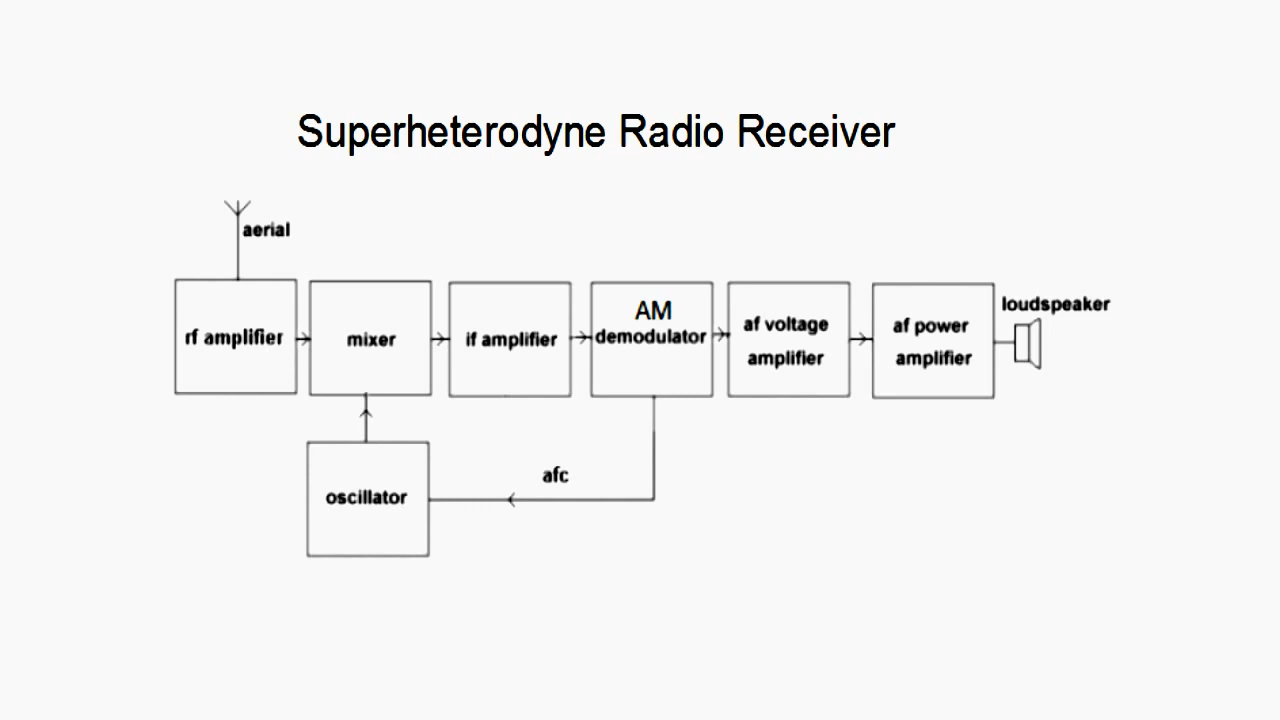 Superheterodyne Radio Receiver
aerial
rf amplifier
mixer
if amplifier
AM
demodulator
af voltage
amplifier
af power
amplifier
loudspeaker
oscillator
afc